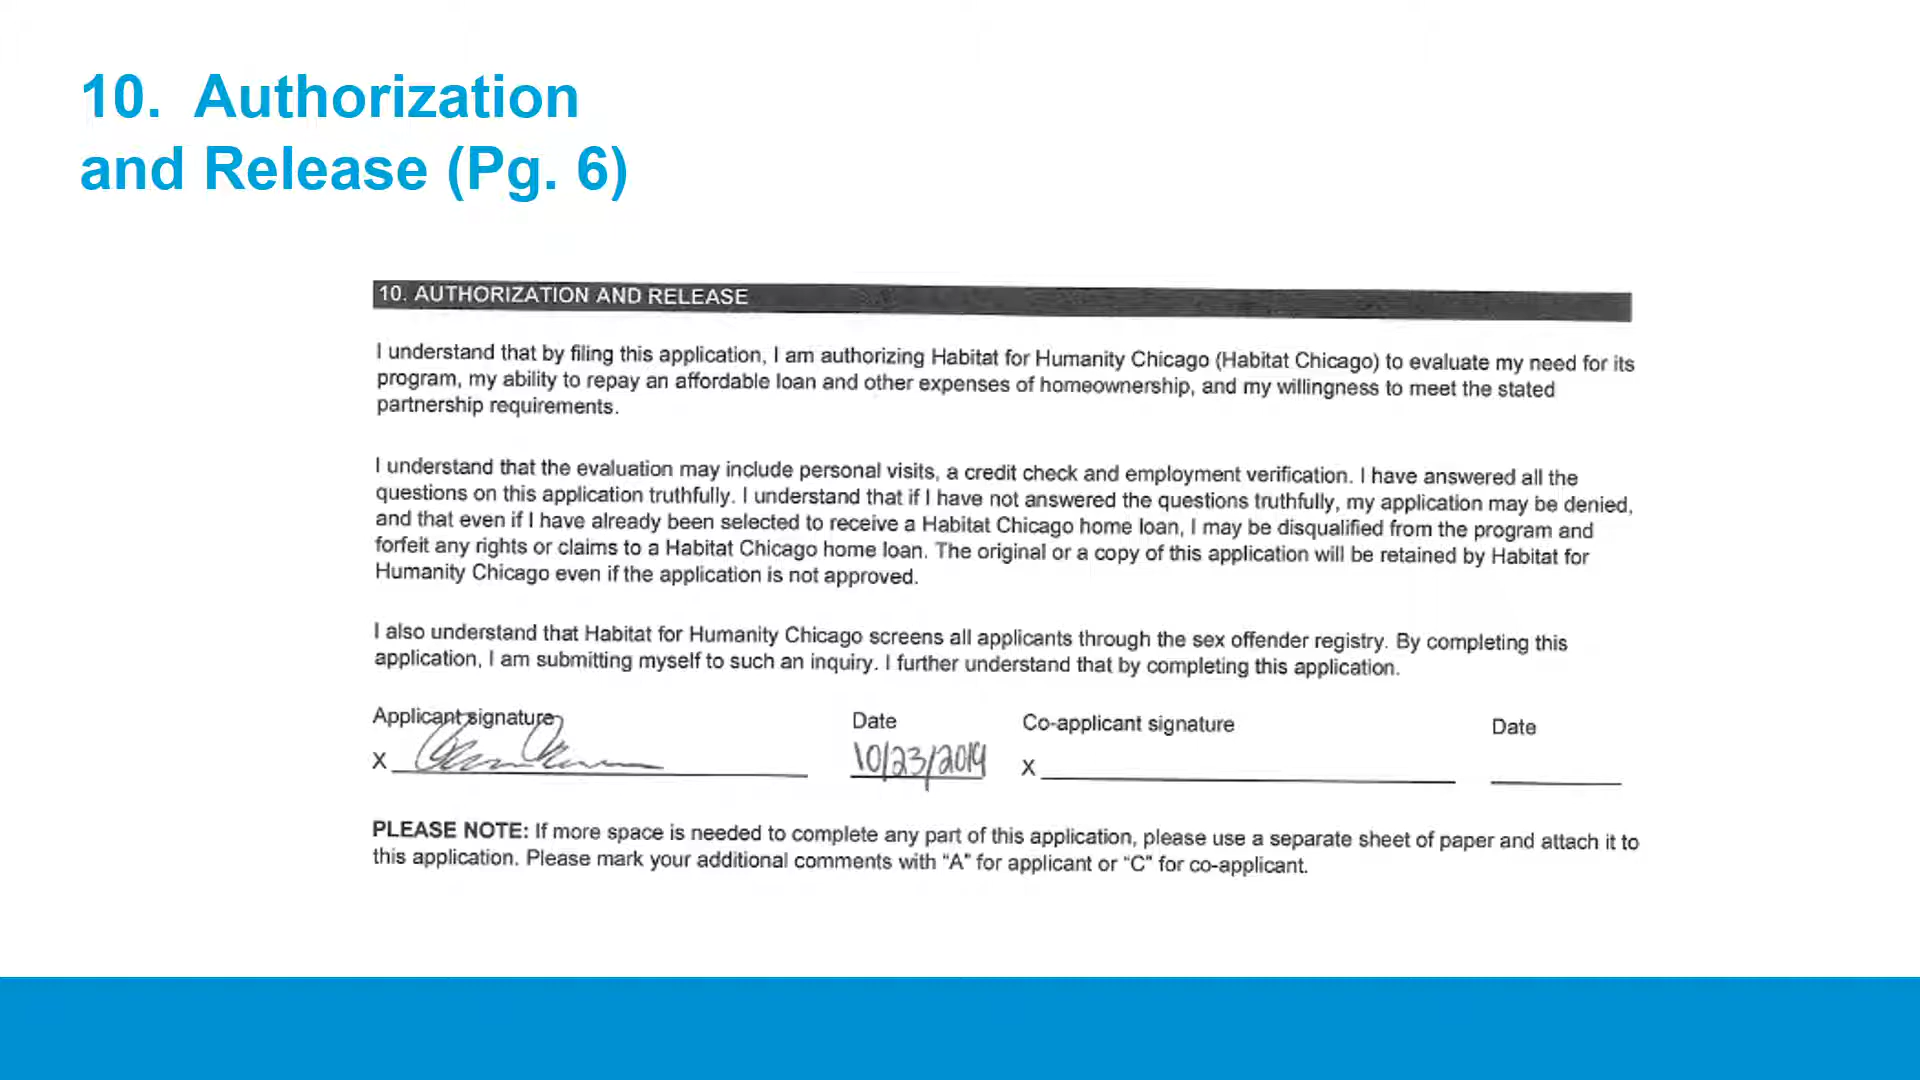 10. Authorization
and Release (Pg. 6)
10. AUTHORIZATION AND RELEASE
I understand that by filing this application, I am authorizing Habitat for Humanity Chicago (Habitat Chicago) to evaluate my need for its
program, my ability to repay an affordable loan and other expenses of homeownership, and my willingness to meet the stated
partnership requirements.
I understand that the evaluation may include personal visits, a credit check and employment verification. I have answered all the
questions on this application truthfully. I understand that if I have not answered the questions truthfully, my application may be denied,
and that even if I have already been selected to receive a Habitat Chicago home loan, I may be disqualified from the program and
forfeit any rights or claims to a Habitat Chicago home loan. The original or a copy of this application will be retained by Habitat for
Humanity Chicago even if the application is not approved.
I also understand that Habitat for Humanity Chicago screens all applicants through the sex offender registry. By completing this
application, I am submitting myself to such an inquiry. I further understand that by completing this application.
Applicant signature Date Co-applicant signature Date
X 10/23/2019 X
PLEASE NOTE: If more space is needed to complete any part of this application, please use a separate sheet of paper and attach it to
this application. Please mark your additional comments with “A” for applicant or “C” for co-applicant.